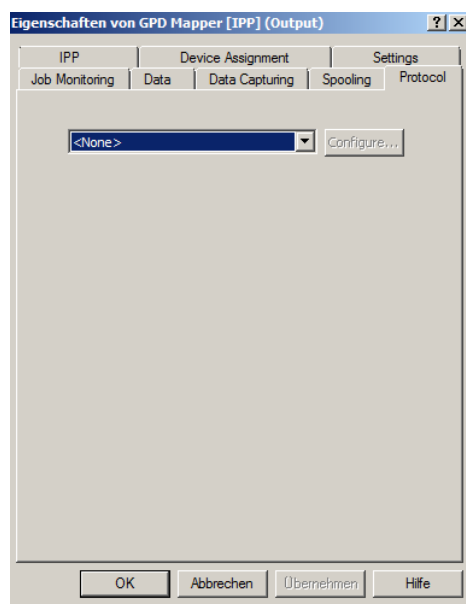 Eigenschaften von GPD Mapper [IPP] (Output) ? X
IPP Device Assignment Settings
Job Monitoring Data Data Capturing Spooling Protocol
<None> Configure...
OK Abbrechen Übernehmen Hilfe